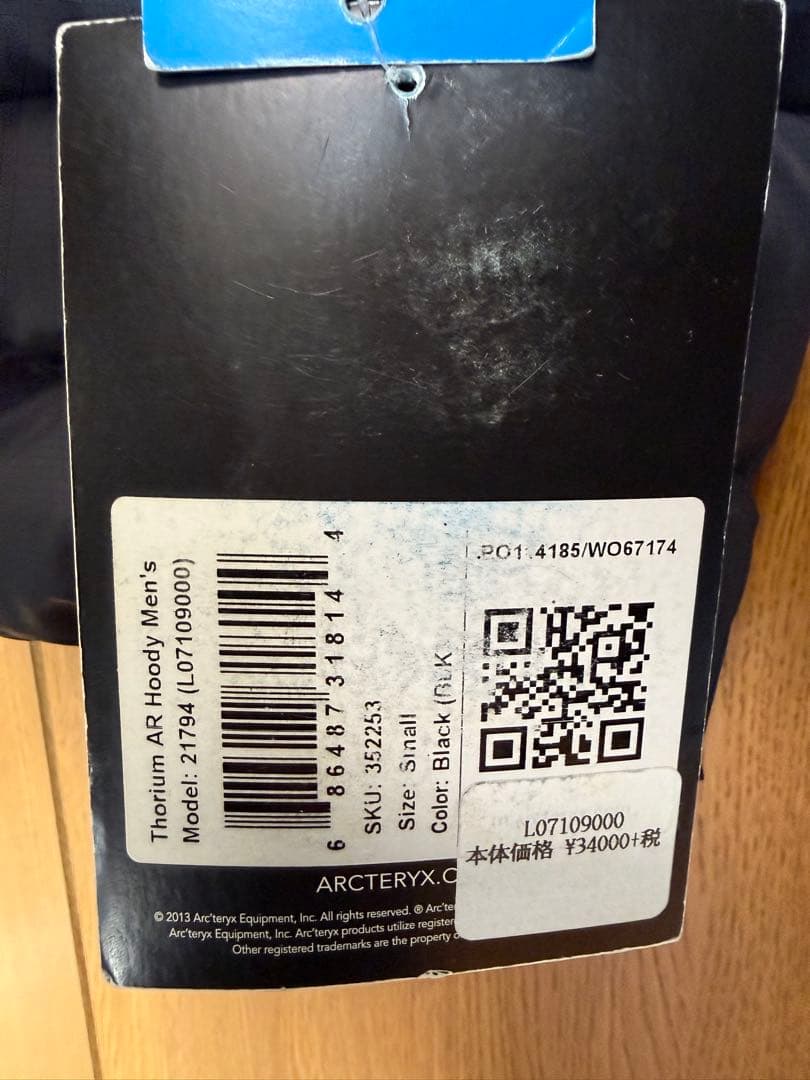 Thorium AR Hoody Men's
Model: 21794 (L07109000)
6 86487 31814 4
SKU: 352253
Size: Small
Color: Black (BLK
4185/WO67174
L07109000
本体価格 ¥34000+税
ARCTERYX.C
© 2013 Arc'teryx Equipment, Inc. All rights reserved. ® Arc'ter
Arc'teryx Equipment, Inc. Arc'teryx products utilize register
Other registered trademarks are the property o